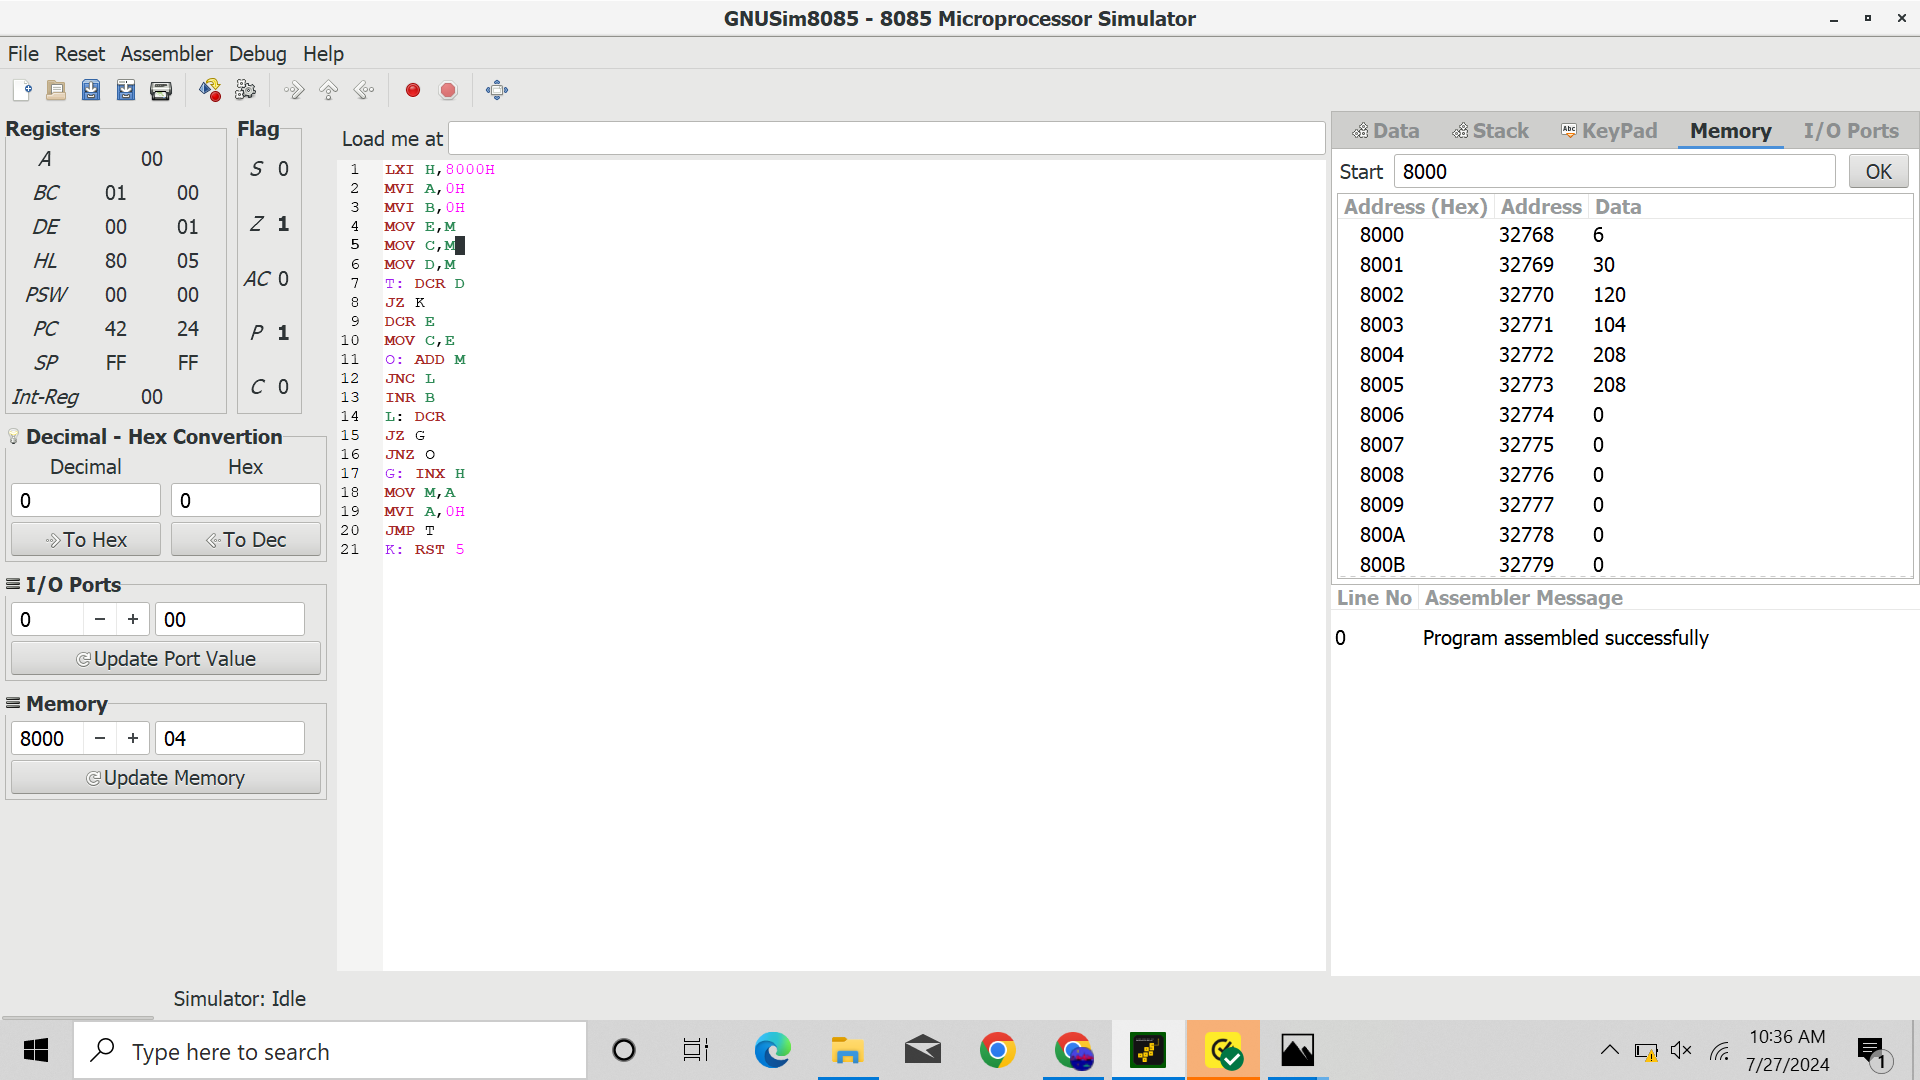 GNUSim8085 - 8085 Microprocessor Simulator
File Reset Assembler Debug Help
Registers
A 00
BC 01 00
DE 00 01
HL 80 05
PSW 00 00
PC 42 24
SP FF FF
Int-Reg 00
Flag
S 0
Z 1
AC 0
P 1
C 0
Decimal - Hex Convertion
Decimal Hex
0 0
To Hex To Dec
I/O Ports
0 − + 00
Update Port Value
Memory
8000 − + 04
Update Memory
Load me at
1 LXI H,8000H
2 MVI A,0H
3 MVI B,0H
4 MOV E,M
5 MOV C,M
6 MOV D,M
7 T: DCR D
8 JZ K
9 DCR E
10 MOV C,E
11 O: ADD M
12 JNC L
13 INR B
14 L: DCR
15 JZ G
16 JNZ O
17 G: INX H
18 MOV M,A
19 MVI A,0H
20 JMP T
21 K: RST 5
Data Stack Abc KeyPad Memory I/O Ports
Start 8000 OK
Address (Hex) Address Data
8000 32768 6
8001 32769 30
8002 32770 120
8003 32771 104
8004 32772 208
8005 32773 208
8006 32774 0
8007 32775 0
8008 32776 0
8009 32777 0
800A 32778 0
800B 32779 0
Line No Assembler Message
0 Program assembled successfully
Simulator: Idle
Type here to search
10:36 AM
7/27/2024
1